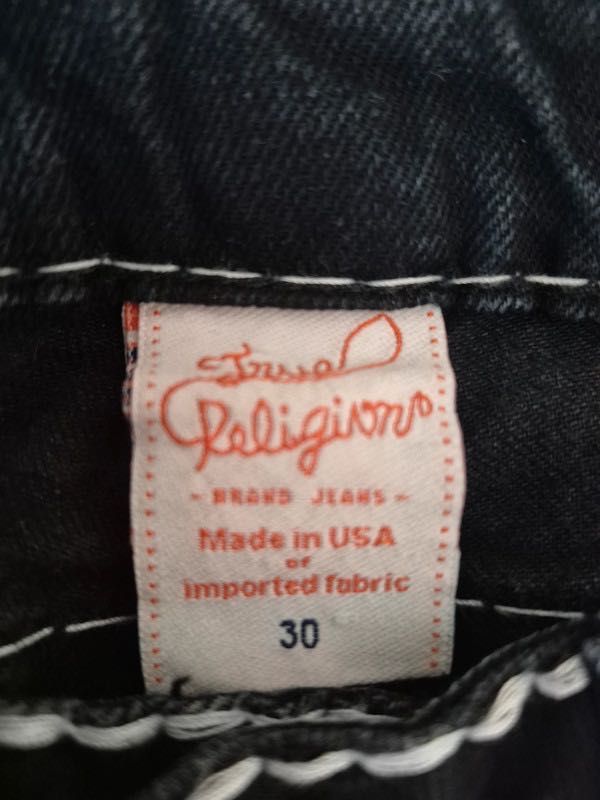 True
Religion
- BRAND JEANS -
Made in USA
of
imported fabric
30